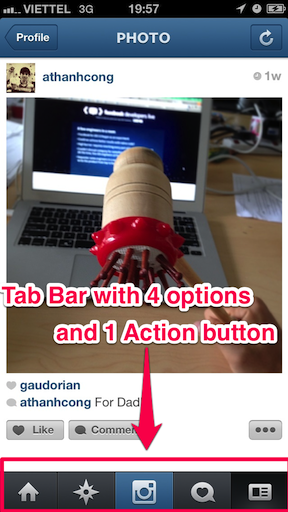 VIETTEL 3G 19:57
Profile
PHOTO
athanhcong
1w
Tab Bar with 4 options
and 1 Action button
gaudorian
athanhcong For Dad
Like
Comme